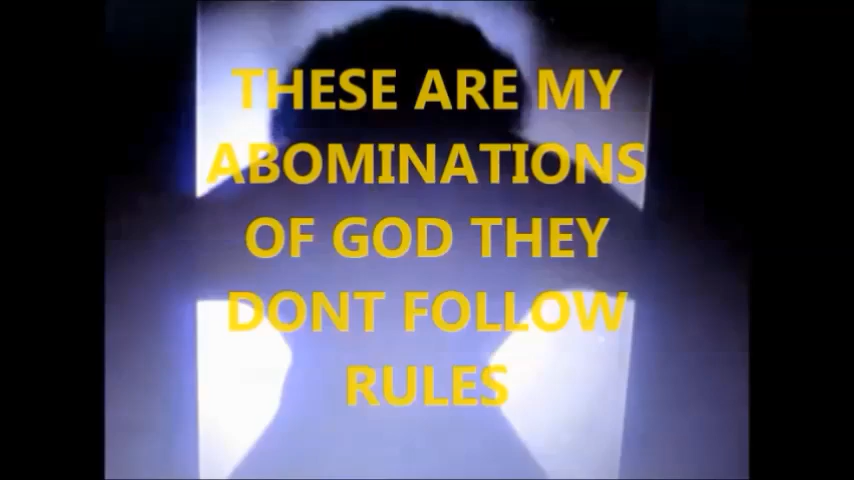 THESE ARE MY
ABOMINATIONS
OF GOD THEY
DONT FOLLOW
RULES